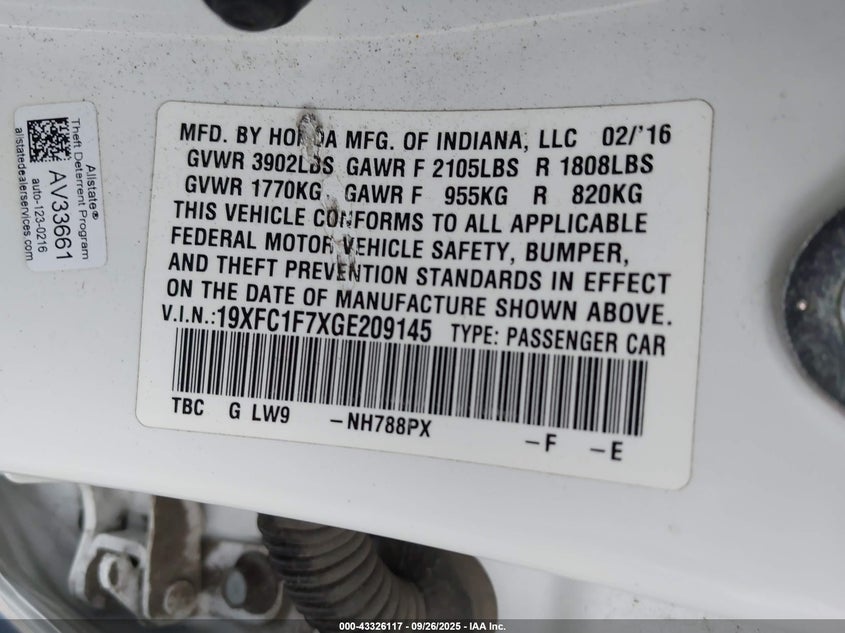 MFD. BY HONDA MFG. OF INDIANA, LLC 02/'16
GVWR 3902LBS GAWR F 2105LBS R 1808LBS
GVWR 1770KG GAWR F 955KG R 820KG
THIS VEHICLE CONFORMS TO ALL APPLICABLE
FEDERAL MOTOR VEHICLE SAFETY, BUMPER,
AND THEFT PREVENTION STANDARDS IN EFFECT
ON THE DATE OF MANUFACTURE SHOWN ABOVE.
V.I.N.:19XFC1F7XGE209145 TYPE: PASSENGER CAR
TBC G LW9 -NH788PX -F -E
Allstate®
Theft Deterrent Program
AV33661
auto-123-0216
allstatedealerservices.com
000-43326117 - 09/26/2025 - IAA Inc.